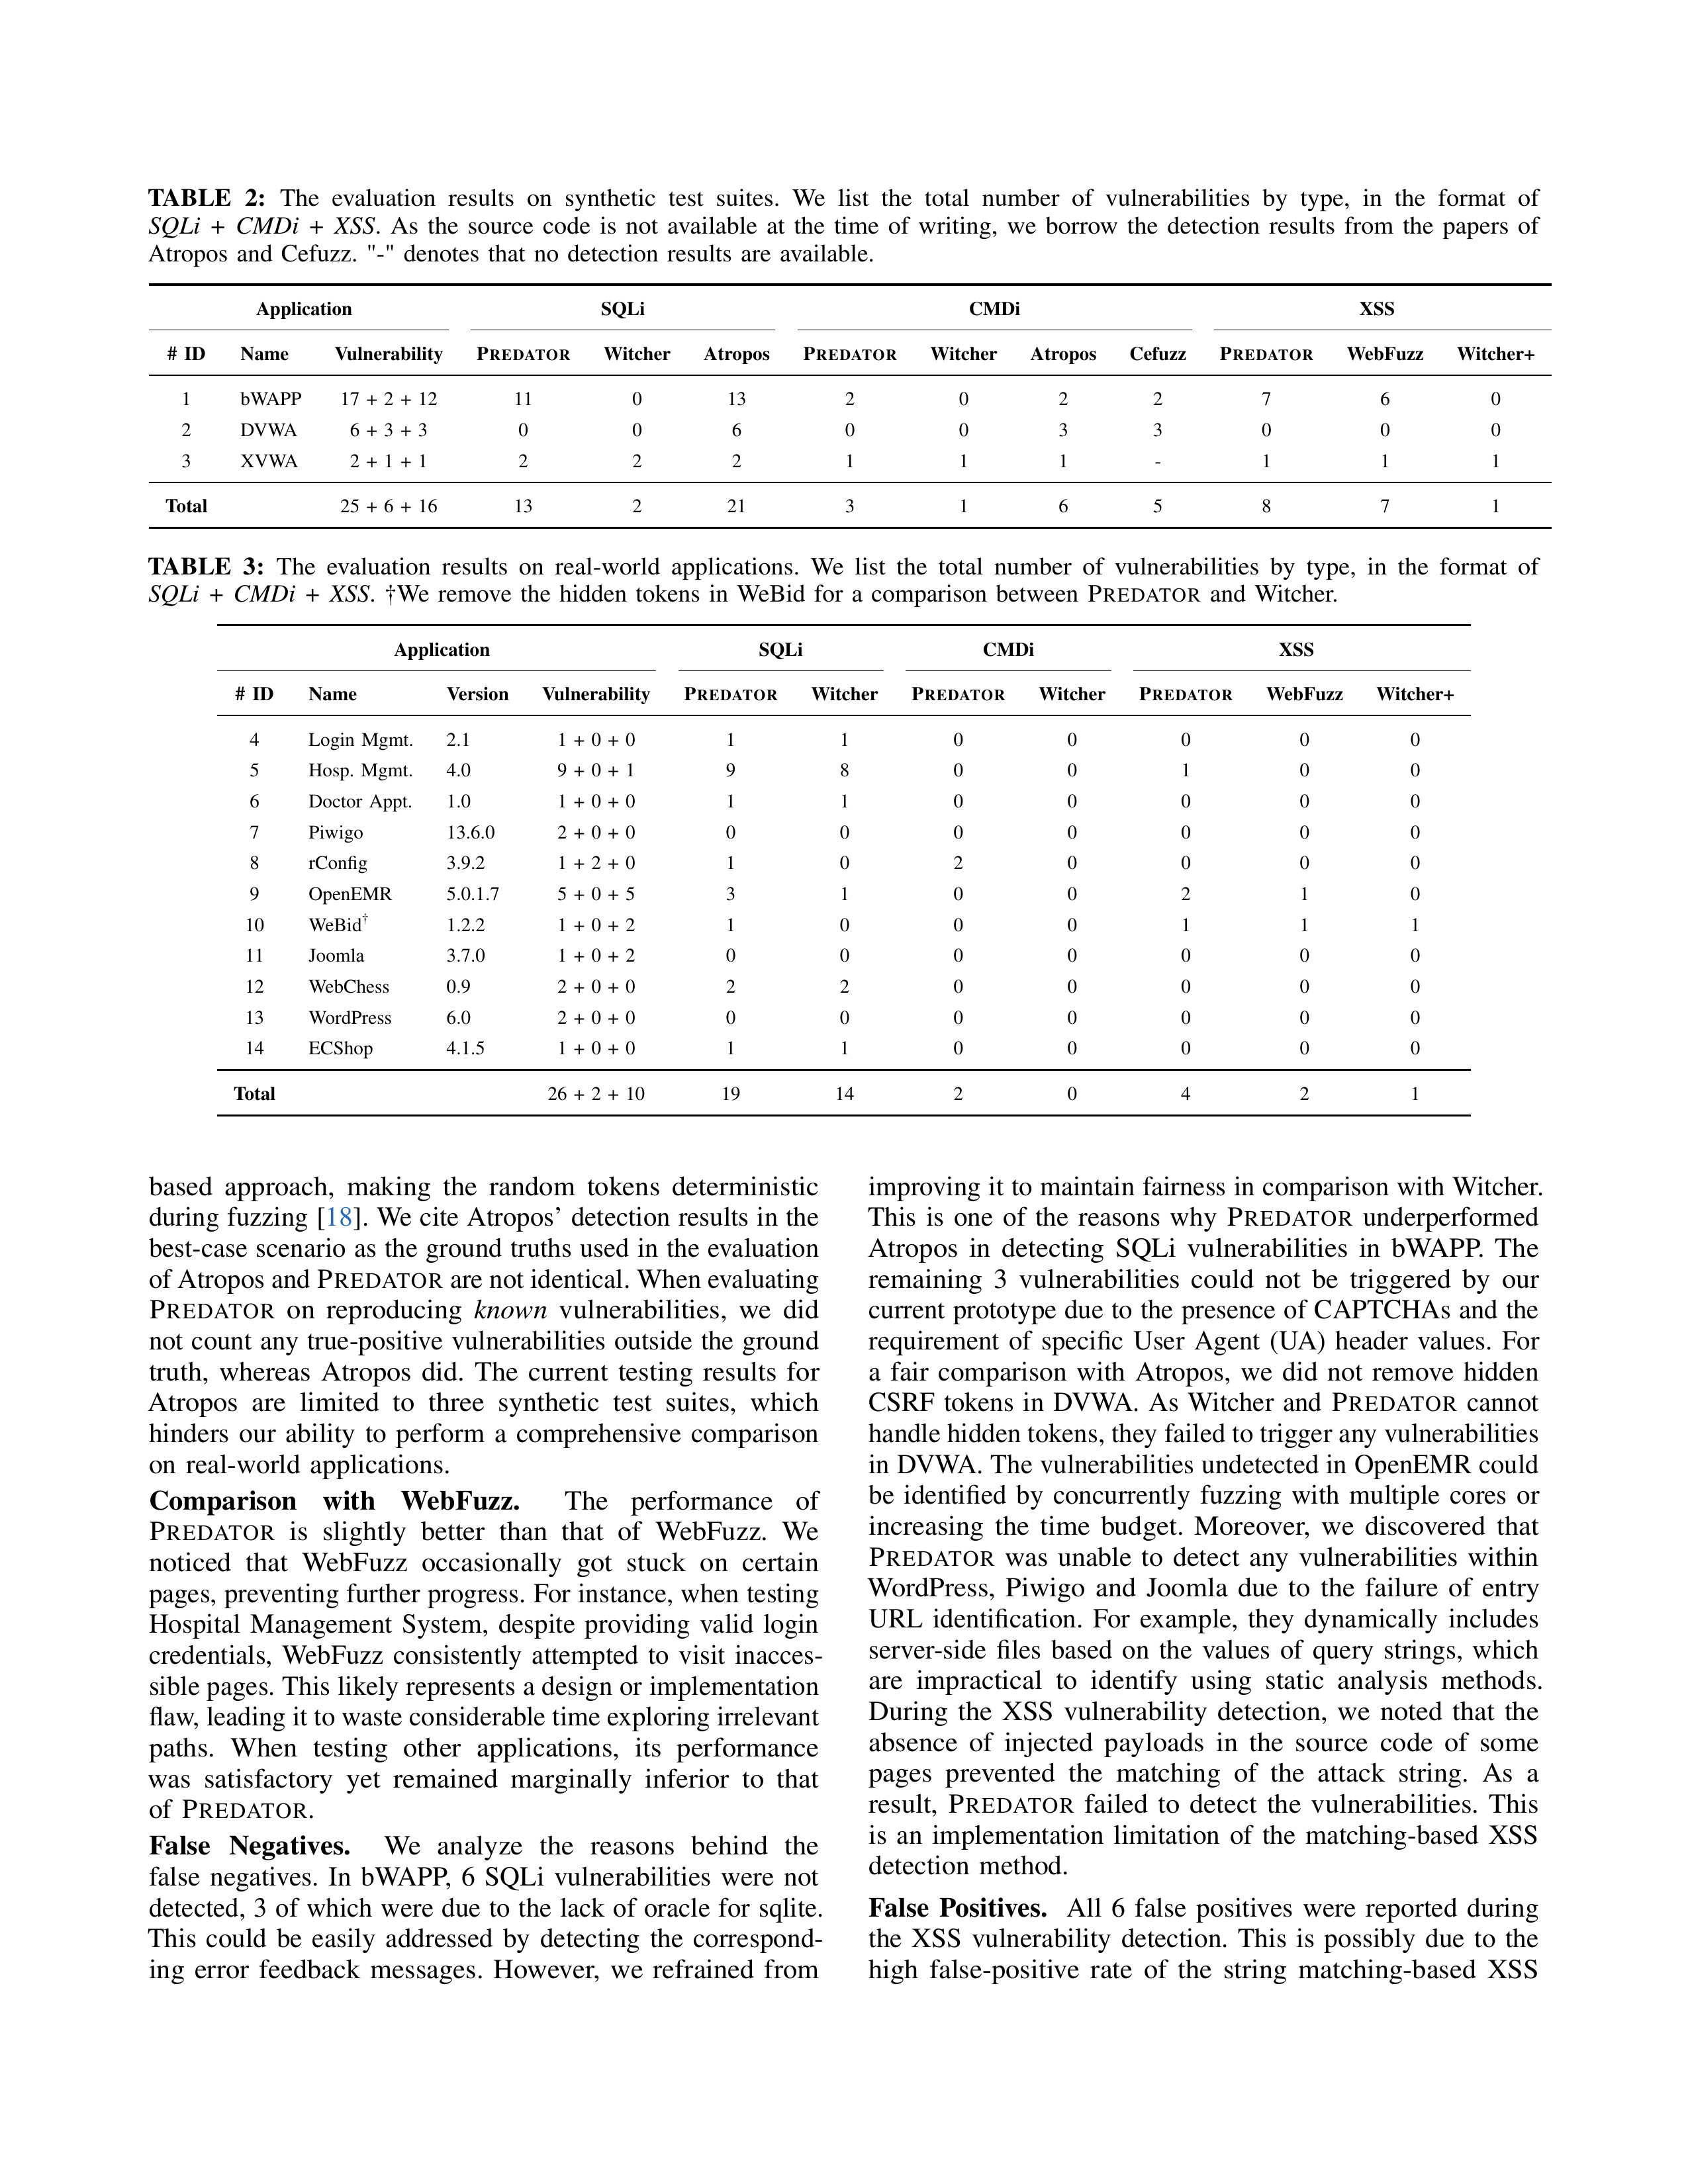 TABLE 2: The evaluation results on synthetic test suites. We list the total number of vulnerabilities by type, in the format of
SQLi + CMDi + XSS. As the source code is not available at the time of writing, we borrow the detection results from the papers of
Atropos and Cefuzz. "-" denotes that no detection results are available.
Application SQLi CMDi XSS
# ID Name Vulnerability PREDATOR Witcher Atropos PREDATOR Witcher Atropos Cefuzz PREDATOR WebFuzz Witcher+
1 bWAPP 17 + 2 + 12 11 0 13 2 0 2 2 7 6 0
2 DVWA 6 + 3 + 3 0 0 6 0 0 3 3 0 0 0
3 XVWA 2 + 1 + 1 2 2 2 1 1 1 - 1 1 1
Total 25 + 6 + 16 13 2 21 3 1 6 5 8 7 1
TABLE 3: The evaluation results on real-world applications. We list the total number of vulnerabilities by type, in the format of
SQLi + CMDi + XSS. †We remove the hidden tokens in WeBid for a comparison between PREDATOR and Witcher.
Application SQLi CMDi XSS
# ID Name Version Vulnerability PREDATOR Witcher PREDATOR Witcher PREDATOR WebFuzz Witcher+
4 Login Mgmt. 2.1 1 + 0 + 0 1 1 0 0 0 0 0
5 Hosp. Mgmt. 4.0 9 + 0 + 1 9 8 0 0 1 0 0
6 Doctor Appt. 1.0 1 + 0 + 0 1 1 0 0 0 0 0
7 Piwigo 13.6.0 2 + 0 + 0 0 0 0 0 0 0 0
8 rConfig 3.9.2 1 + 2 + 0 1 0 2 0 0 0 0
9 OpenEMR 5.0.1.7 5 + 0 + 5 3 1 0 0 2 1 0
10 WeBid† 1.2.2 1 + 0 + 2 1 0 0 0 1 1 1
11 Joomla 3.7.0 1 + 0 + 2 0 0 0 0 0 0 0
12 WebChess 0.9 2 + 0 + 0 2 2 0 0 0 0 0
13 WordPress 6.0 2 + 0 + 0 0 0 0 0 0 0 0
14 ECShop 4.1.5 1 + 0 + 0 1 1 0 0 0 0 0
Total 26 + 2 + 10 19 14 2 0 4 2 1
based approach, making the random tokens deterministic
during fuzzing [18]. We cite Atropos' detection results in the
best-case scenario as the ground truths used in the evaluation
of Atropos and PREDATOR are not identical. When evaluating
PREDATOR on reproducing known vulnerabilities, we did
not count any true-positive vulnerabilities outside the ground
truth, whereas Atropos did. The current testing results for
Atropos are limited to three synthetic test suites, which
hinders our ability to perform a comprehensive comparison
on real-world applications.
Comparison with WebFuzz. The performance of
PREDATOR is slightly better than that of WebFuzz. We
noticed that WebFuzz occasionally got stuck on certain
pages, preventing further progress. For instance, when testing
Hospital Management System, despite providing valid login
credentials, WebFuzz consistently attempted to visit inacces-
sible pages. This likely represents a design or implementation
flaw, leading it to waste considerable time exploring irrelevant
paths. When testing other applications, its performance
was satisfactory yet remained marginally inferior to that
of PREDATOR.
False Negatives. We analyze the reasons behind the
false negatives. In bWAPP, 6 SQLi vulnerabilities were not
detected, 3 of which were due to the lack of oracle for sqlite.
This could be easily addressed by detecting the correspond-
ing error feedback messages. However, we refrained from
improving it to maintain fairness in comparison with Witcher.
This is one of the reasons why PREDATOR underperformed
Atropos in detecting SQLi vulnerabilities in bWAPP. The
remaining 3 vulnerabilities could not be triggered by our
current prototype due to the presence of CAPTCHAs and the
requirement of specific User Agent (UA) header values. For
a fair comparison with Atropos, we did not remove hidden
CSRF tokens in DVWA. As Witcher and PREDATOR cannot
handle hidden tokens, they failed to trigger any vulnerabilities
in DVWA. The vulnerabilities undetected in OpenEMR could
be identified by concurrently fuzzing with multiple cores or
increasing the time budget. Moreover, we discovered that
PREDATOR was unable to detect any vulnerabilities within
WordPress, Piwigo and Joomla due to the failure of entry
URL identification. For example, they dynamically includes
server-side files based on the values of query strings, which
are impractical to identify using static analysis methods.
During the XSS vulnerability detection, we noted that the
absence of injected payloads in the source code of some
pages prevented the matching of the attack string. As a
result, PREDATOR failed to detect the vulnerabilities. This
is an implementation limitation of the matching-based XSS
detection method.
False Positives. All 6 false positives were reported during
the XSS vulnerability detection. This is possibly due to the
high false-positive rate of the string matching-based XSS